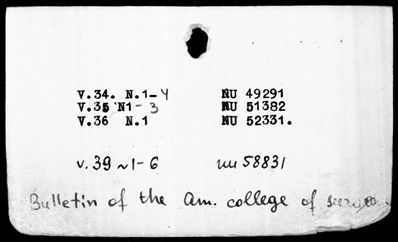 V.34. N.1-4 NU 49291
V.35 N1-3 NU 51382
V.36 N.1 NU 52331.
v.39 N1-6 nu 58831
Bulletin of the Am. college of